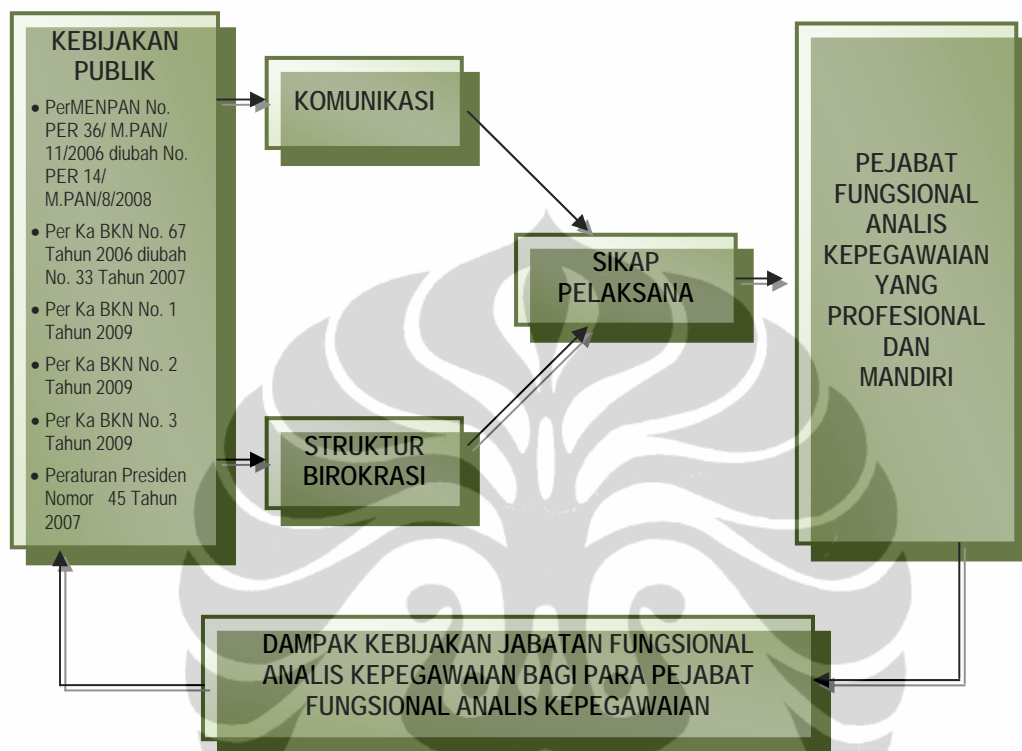 KEBIJAKAN
PUBLIK
• PerMENPAN No.
PER 36/ M.PAN/
11/2006 diubah No.
PER 14/
M.PAN/8/2008
• Per Ka BKN No. 67
Tahun 2006 diubah
No. 33 Tahun 2007
• Per Ka BKN No. 1
Tahun 2009
• Per Ka BKN No. 2
Tahun 2009
• Per Ka BKN No. 3
Tahun 2009
• Peraturan Presiden
Nomor 45 Tahun
2007
KOMUNIKASI
STRUKTUR
BIROKRASI
SIKAP
PELAKSANA
PEJABAT
FUNGSIONAL
ANALIS
KEPEGAWAIAN
YANG
PROFESIONAL
DAN
MANDIRI
DAMPAK KEBIJAKAN JABATAN FUNGSIONAL
ANALIS KEPEGAWAIAN BAGI PARA PEJABAT
FUNGSIONAL ANALIS KEPEGAWAIAN